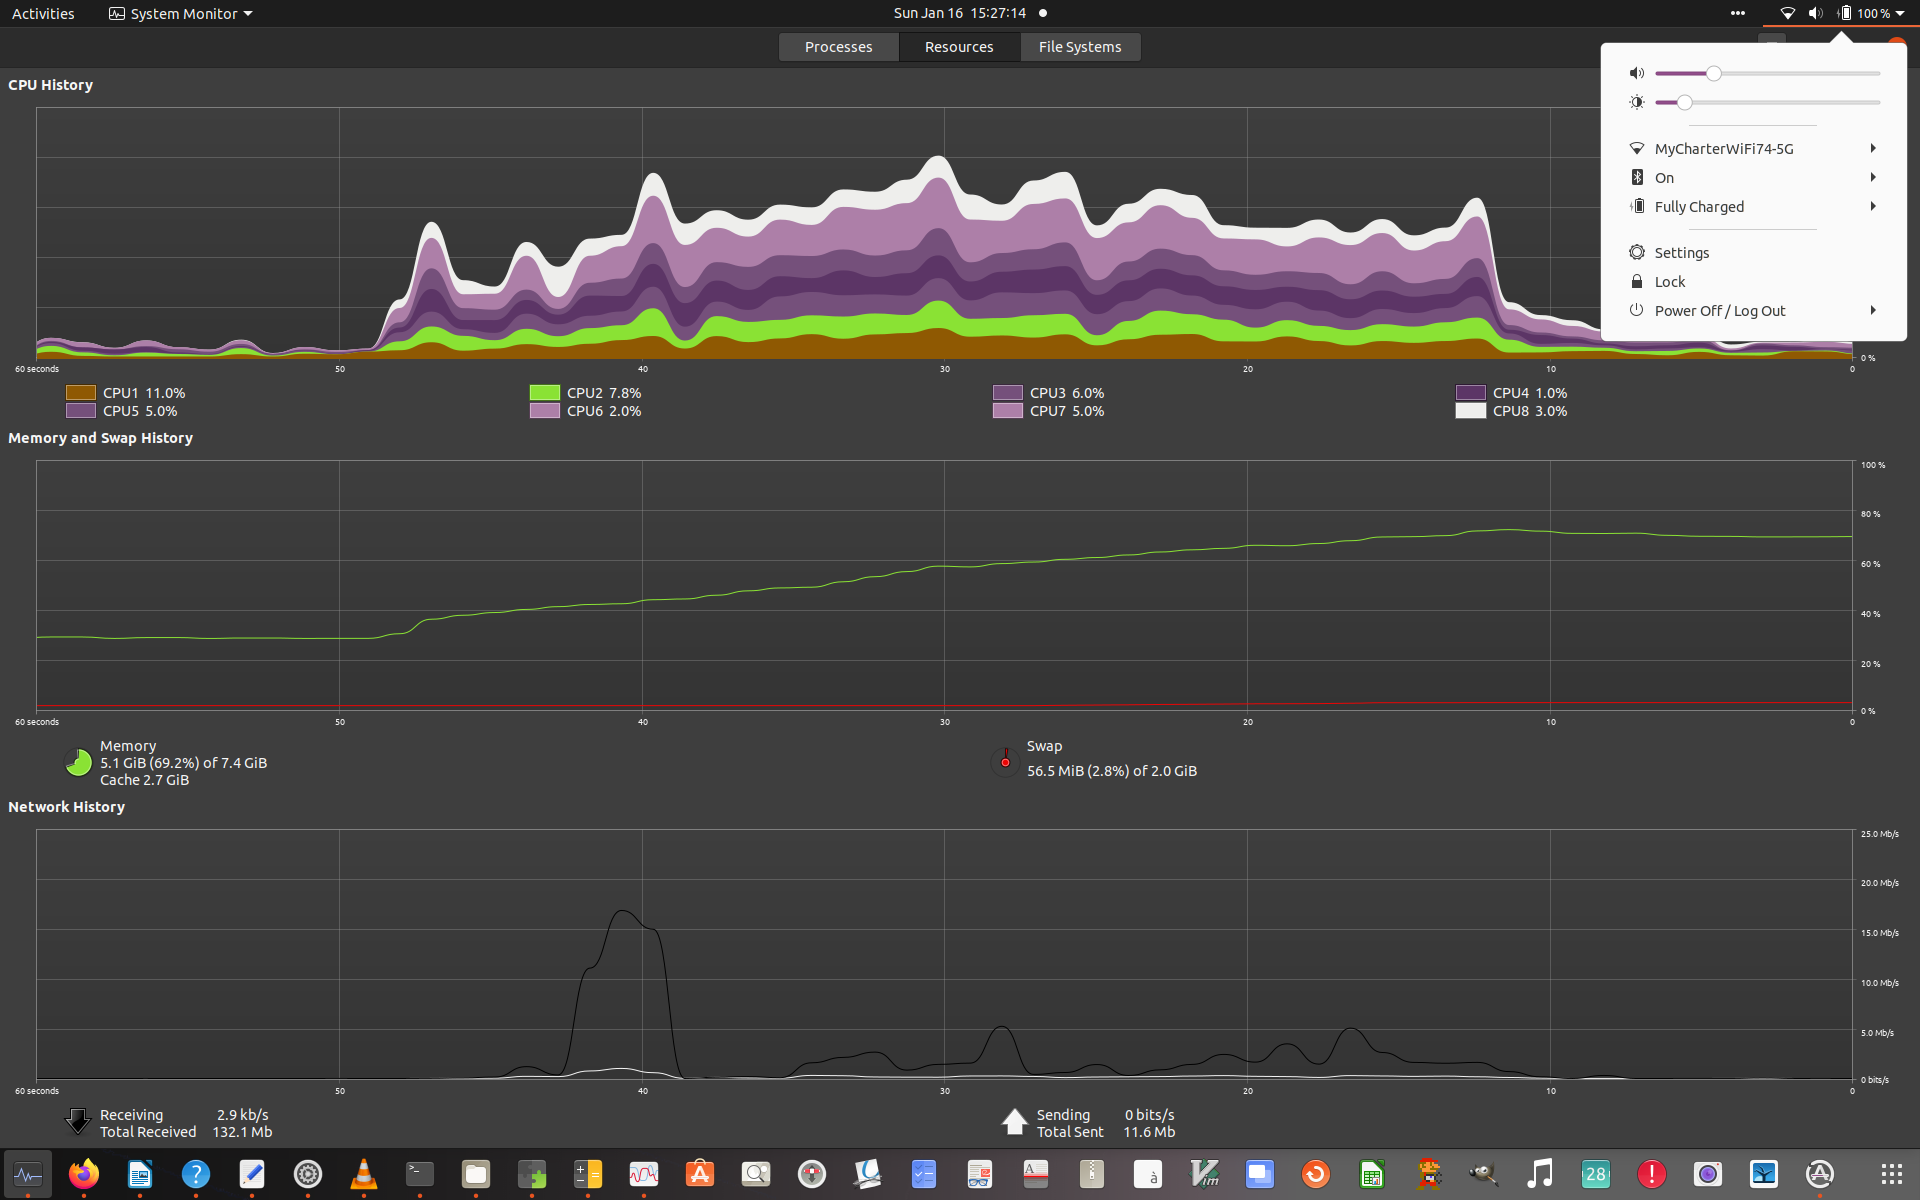 Activities System Monitor Sun Jan 16 15:27:14 100 %
Processes Resources File Systems
CPU History
MyCharterWiFi74-5G
On
Fully Charged
Settings
Lock
Power Off / Log Out
0 %
60 seconds 50 40 30 20 10 0
CPU1 11.0% CPU2 7.8% CPU3 6.0% CPU4 1.0%
CPU5 5.0% CPU6 2.0% CPU7 5.0% CPU8 3.0%
Memory and Swap History
100 %
80 %
60 %
40 %
20 %
0 %
60 seconds 50 40 30 20 10 0
Memory
5.1 GiB (69.2%) of 7.4 GiB
Cache 2.7 GiB
Swap
56.5 MiB (2.8%) of 2.0 GiB
Network History
25.0 Mb/s
20.0 Mb/s
15.0 Mb/s
10.0 Mb/s
5.0 Mb/s
0 bits/s
60 seconds 50 40 30 20 10 0
Receiving 2.9 kb/s
Total Received 132.1 Mb
Sending 0 bits/s
Total Sent 11.6 Mb
? >_ A à Vim 28 !